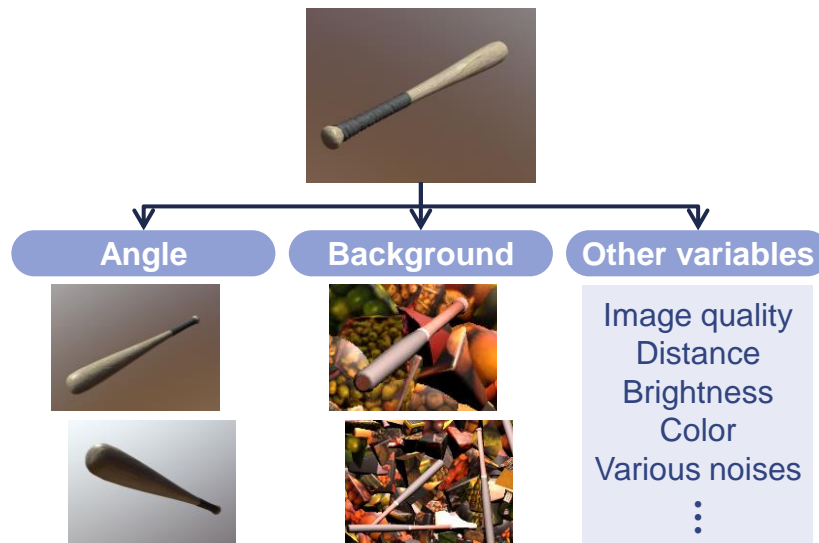 Angle
Background
Other variables
Image quality
Distance
Brightness
Color
Various noises
⋮